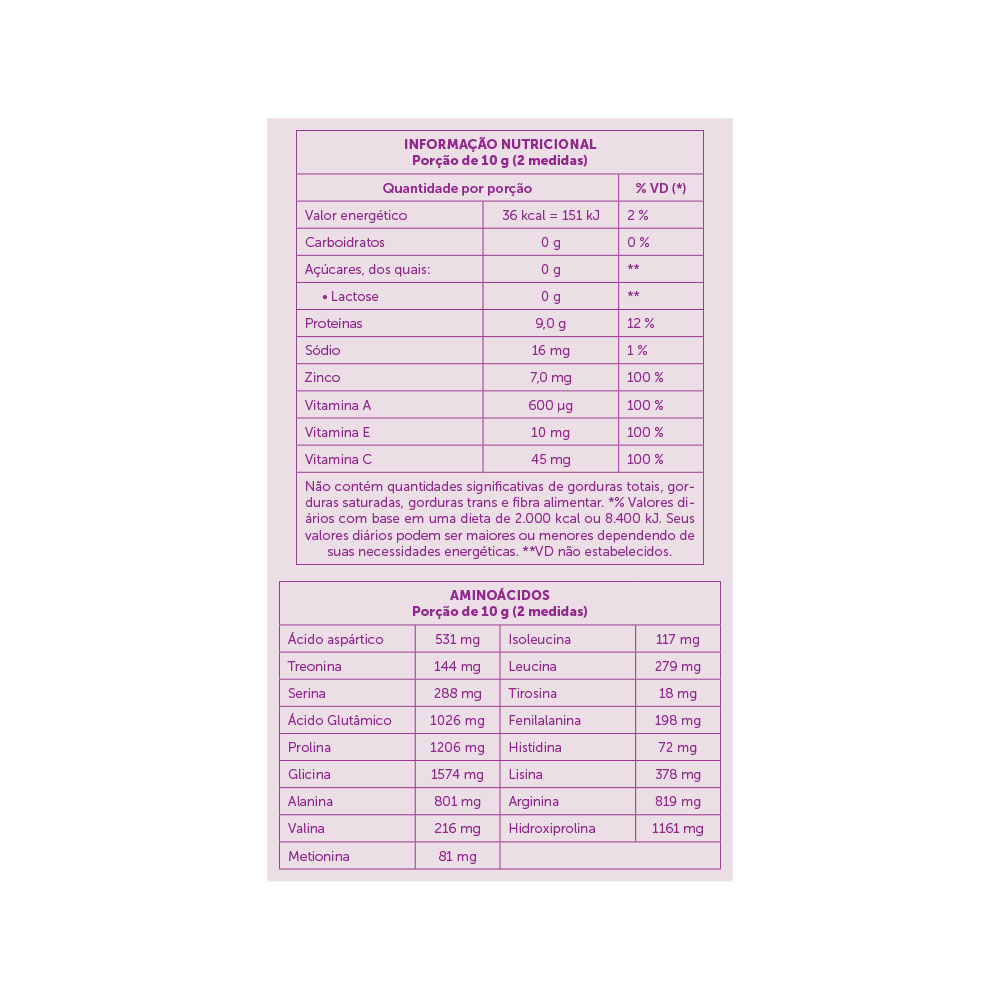 INFORMAÇÃO NUTRICIONAL
Porção de 10 g (2 medidas)
Quantidade por porção % VD (*)
Valor energético 36 kcal = 151 kJ 2 %
Carboidratos 0 g 0 %
Açúcares, dos quais: 0 g **
• Lactose 0 g **
Proteínas 9,0 g 12 %
Sódio 16 mg 1 %
Zinco 7,0 mg 100 %
Vitamina A 600 µg 100 %
Vitamina E 10 mg 100 %
Vitamina C 45 mg 100 %
Não contém quantidades significativas de gorduras totais, gor-
duras saturadas, gorduras trans e fibra alimentar. *% Valores di-
ários com base em uma dieta de 2.000 kcal ou 8.400 kJ. Seus
valores diários podem ser maiores ou menores dependendo de
suas necessidades energéticas. **VD não estabelecidos.
AMINOÁCIDOS
Porção de 10 g (2 medidas)
Ácido aspártico 531 mg Isoleucina 117 mg
Treonina 144 mg Leucina 279 mg
Serina 288 mg Tirosina 18 mg
Ácido Glutâmico 1026 mg Fenilalanina 198 mg
Prolina 1206 mg Histidina 72 mg
Glicina 1574 mg Lisina 378 mg
Alanina 801 mg Arginina 819 mg
Valina 216 mg Hidroxiprolina 1161 mg
Metionina 81 mg